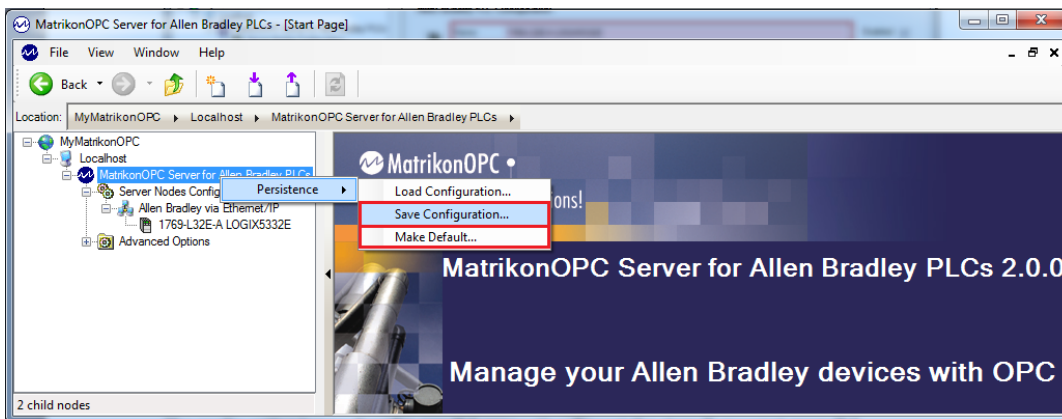 MatrikonOPC Server for Allen Bradley PLCs - [Start Page]
File View Window Help
Back
Location: MyMatrikonOPC Localhost MatrikonOPC Server for Allen Bradley PLCs
MyMatrikonOPC
Localhost
MatrikonOPC Server for Allen Bradley PLCs
Server Nodes Config
Allen Bradley via Ethernet/IP
1769-L32E-A LOGIX5332E
Advanced Options
Persistence
Load Configuration...
Save Configuration...
Make Default...
MatrikonOPC
ons!
MatrikonOPC Server for Allen Bradley PLCs 2.0.0
Manage your Allen Bradley devices with OPC
2 child nodes